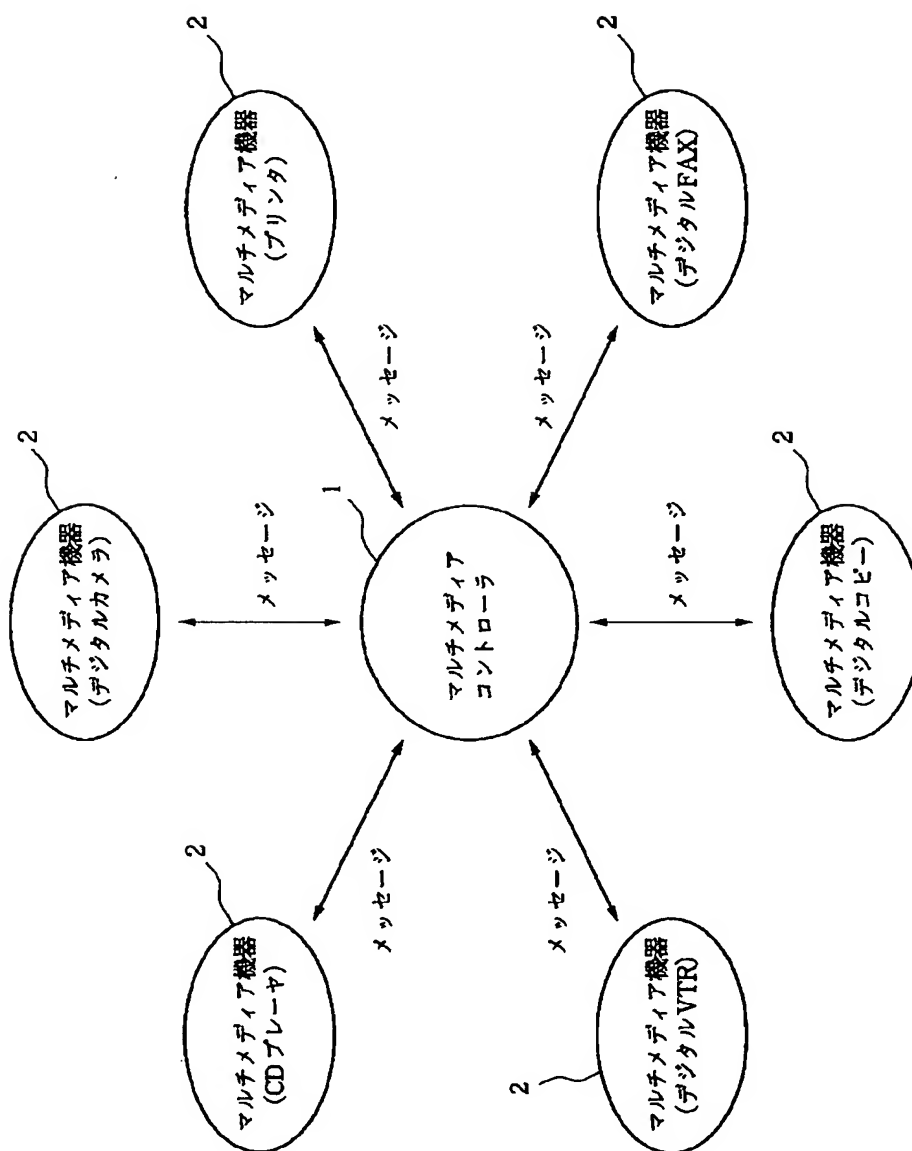 2
マルチメディア機器
(デジタルカメラ)
2
マルチメディア機器
(CDプレーヤ)
メッセージ
2
マルチメディア機器
(プリンタ)
メッセージ
メッセージ
1
マルチメディア
コントローラ
メッセージ
メッセージ
2
マルチメディア機器
(デジタルVTR)
2
マルチメディア機器
(デジタルFAX)
メッセージ
2
マルチメディア機器
(デジタルコピー)